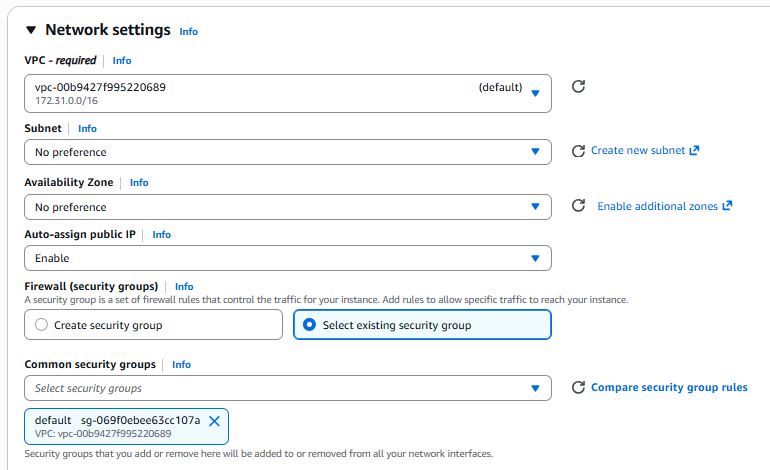 Network settings Info
VPC - required Info
vpc-00b9427f995220689 (default)
172.31.0.0/16
Subnet Info
No preference
Create new subnet
Availability Zone Info
No preference
Enable additional zones
Auto-assign public IP Info
Enable
Firewall (security groups) Info
A security group is a set of firewall rules that control the traffic for your instance. Add rules to allow specific traffic to reach your instance.
Create security group Select existing security group
Common security groups Info
Select security groups
Compare security group rules
default sg-069f0ebee63cc107a
VPC: vpc-00b9427f995220689
Security groups that you add or remove here will be added to or removed from all your network interfaces.